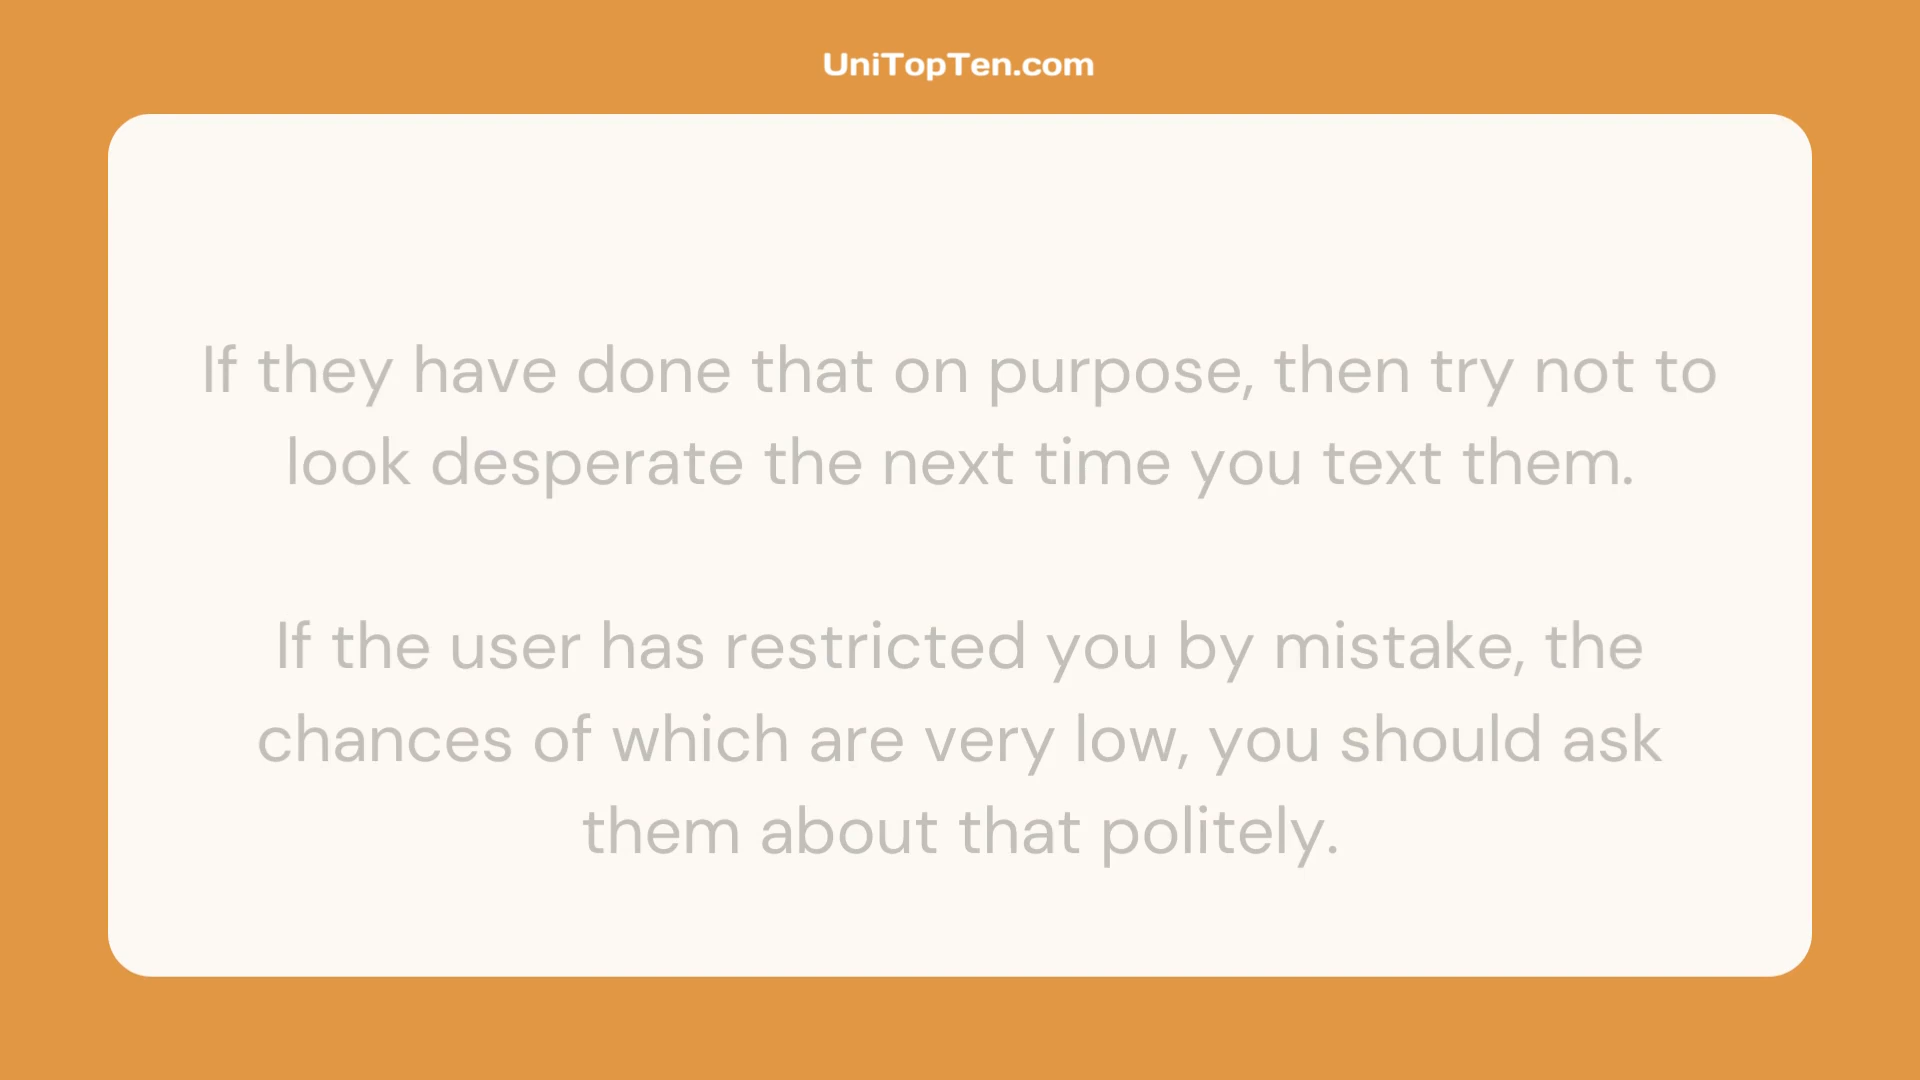 UniTopTen.com
If they have done that on purpose, then try not to
look desperate the next time you text them.
If the user has restricted you by mistake, the
chances of which are very low, you should ask
them about that politely.